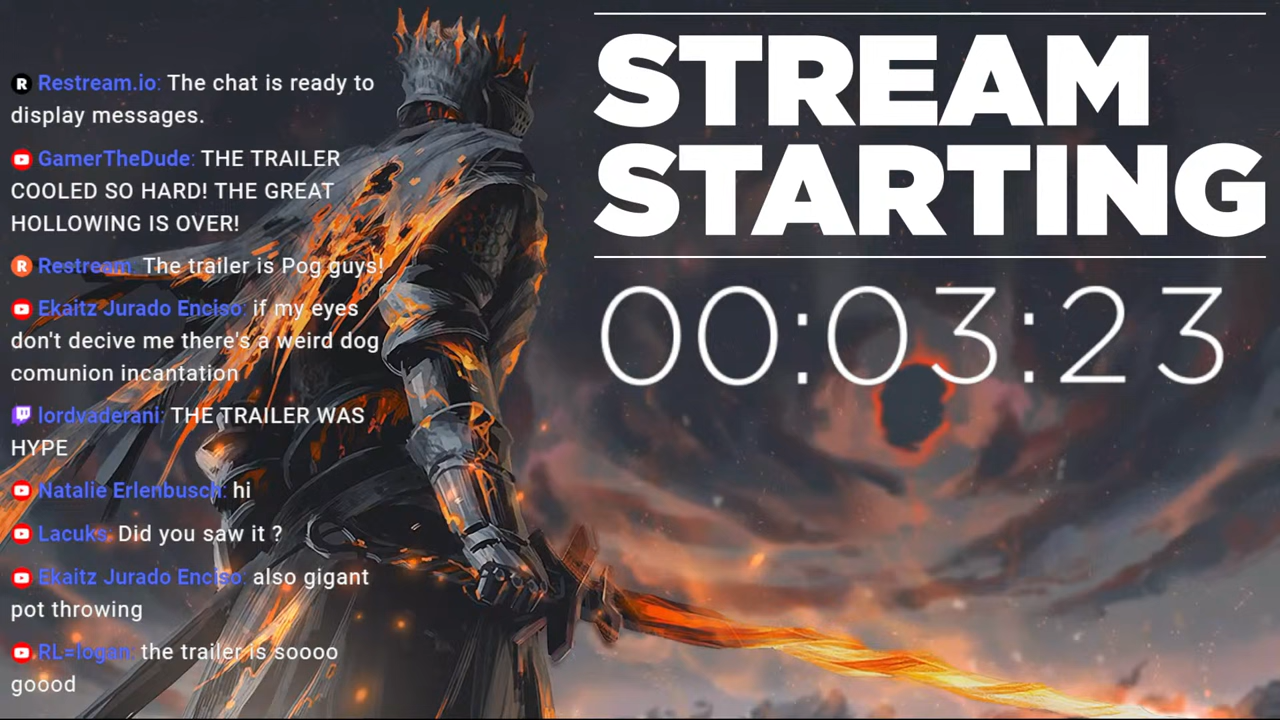 Restream.io: The chat is ready to
display messages.
GamerTheDude: THE TRAILER
COOLED SO HARD! THE GREAT
HOLLOWING IS OVER!
Restream: The trailer is Pog guys!
Ekaitz Jurado Enciso: if my eyes
don't decive me there's a weird dog
comunion incantation
lordvaderani: THE TRAILER WAS
HYPE
Natalie Erlenbusch: hi
Lacuks: Did you saw it ?
Ekaitz Jurado Enciso: also gigant
pot throwing
RL=logan: the trailer is soooo
goood
STREAM
STARTING
00:03:23